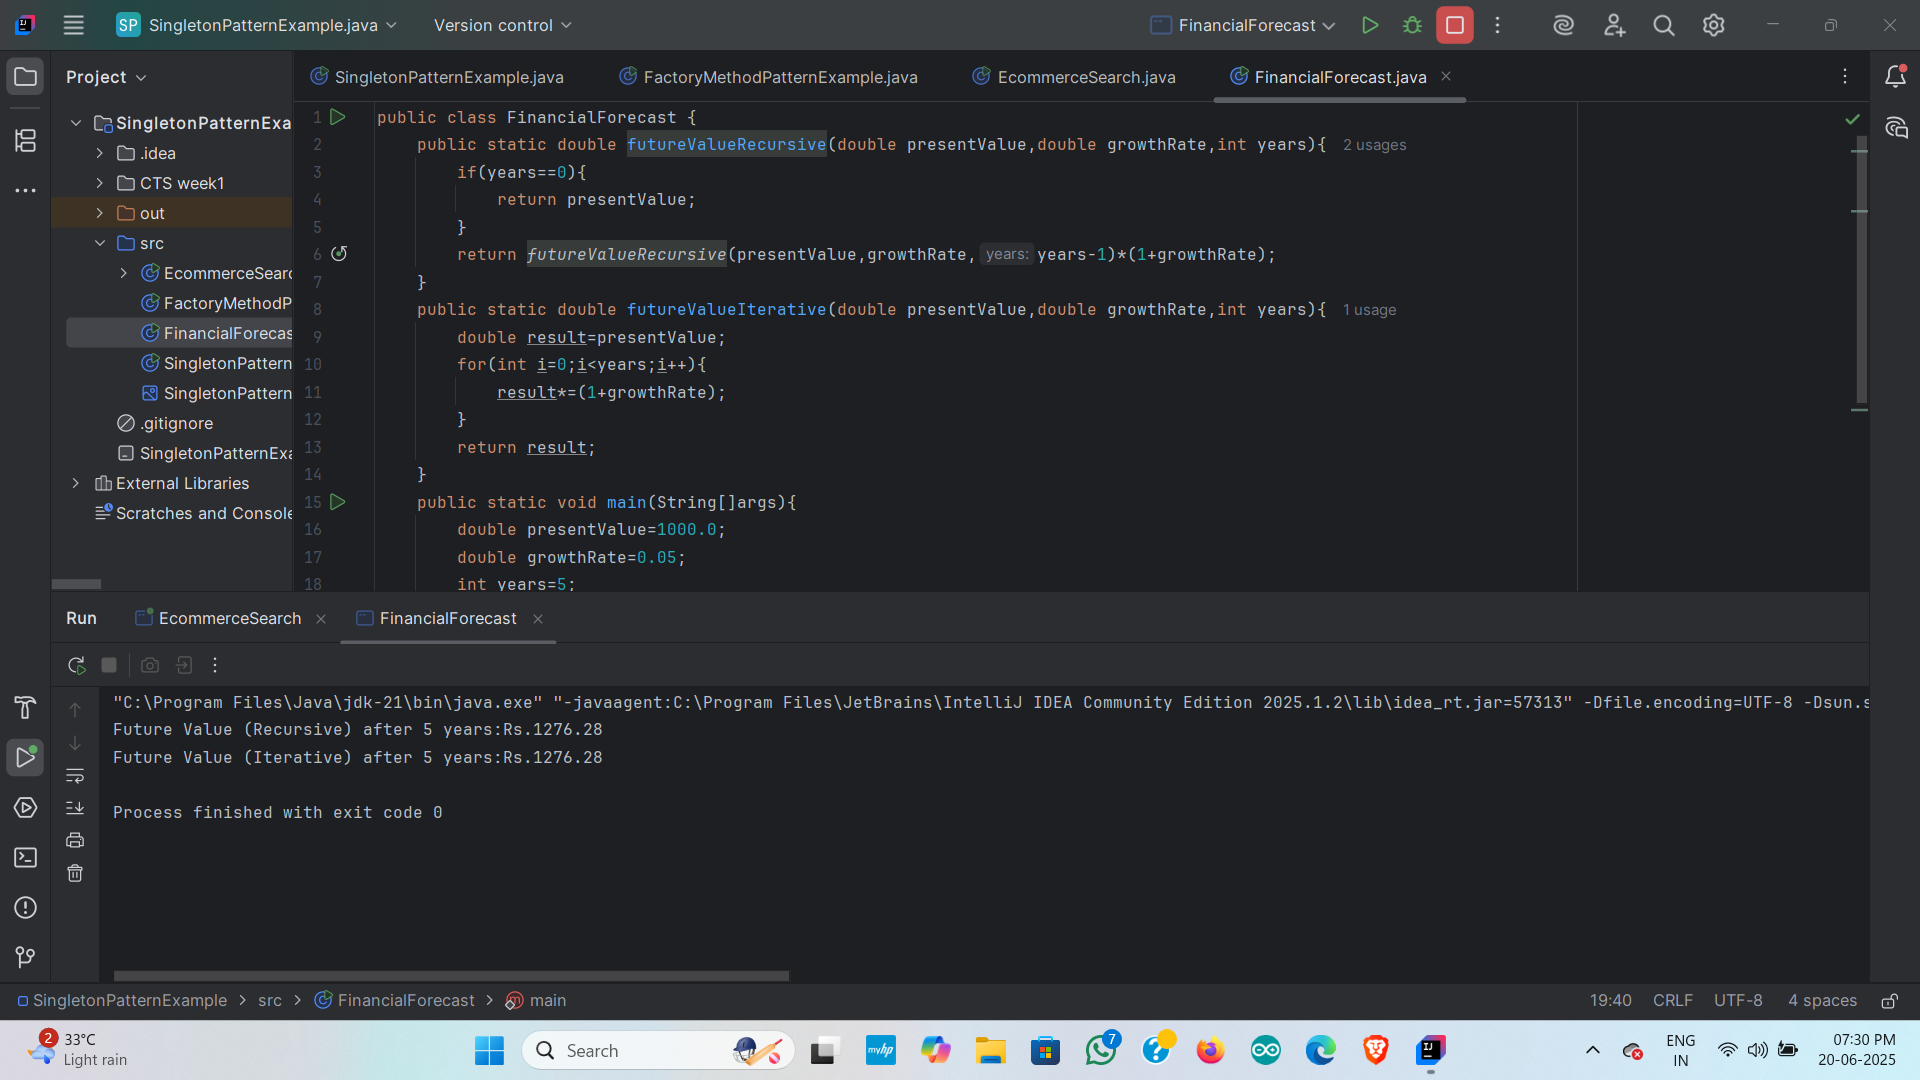 SP SingletonPatternExample.java Version control FinancialForecast
Project
SingletonPatternExample.java FactoryMethodPatternExample.java EcommerceSearch.java FinancialForecast.java
SingletonPatternExa
.idea
CTS week1
out
src
EcommerceSearc
FactoryMethodP
FinancialForecas
SingletonPattern
SingletonPattern
.gitignore
SingletonPatternExa
External Libraries
Scratches and Console
1 public class FinancialForecast {
2 public static double futureValueRecursive(double presentValue,double growthRate,int years){ 2 usages
3 if(years==0){
4 return presentValue;
5 }
6 return futureValueRecursive(presentValue,growthRate, years: years-1)*(1+growthRate);
7 }
8 public static double futureValueIterative(double presentValue,double growthRate,int years){ 1 usage
9 double result=presentValue;
10 for(int i=0;i<years;i++){
11 result*=(1+growthRate);
12 }
13 return result;
14 }
15 public static void main(String[]args){
16 double presentValue=1000.0;
17 double growthRate=0.05;
18 int years=5;
Run EcommerceSearch FinancialForecast
"C:\Program Files\Java\jdk-21\bin\java.exe" "-javaagent:C:\Program Files\JetBrains\IntelliJ IDEA Community Edition 2025.1.2\lib\idea_rt.jar=57313" -Dfile.encoding=UTF-8 -Dsun.s
Future Value (Recursive) after 5 years:Rs.1276.28
Future Value (Iterative) after 5 years:Rs.1276.28
Process finished with exit code 0
SingletonPatternExample > src > FinancialForecast > main 19:40 CRLF UTF-8 4 spaces
2 33°C
Light rain
Search
myhp
7
ENG
IN
07:30 PM
20-06-2025